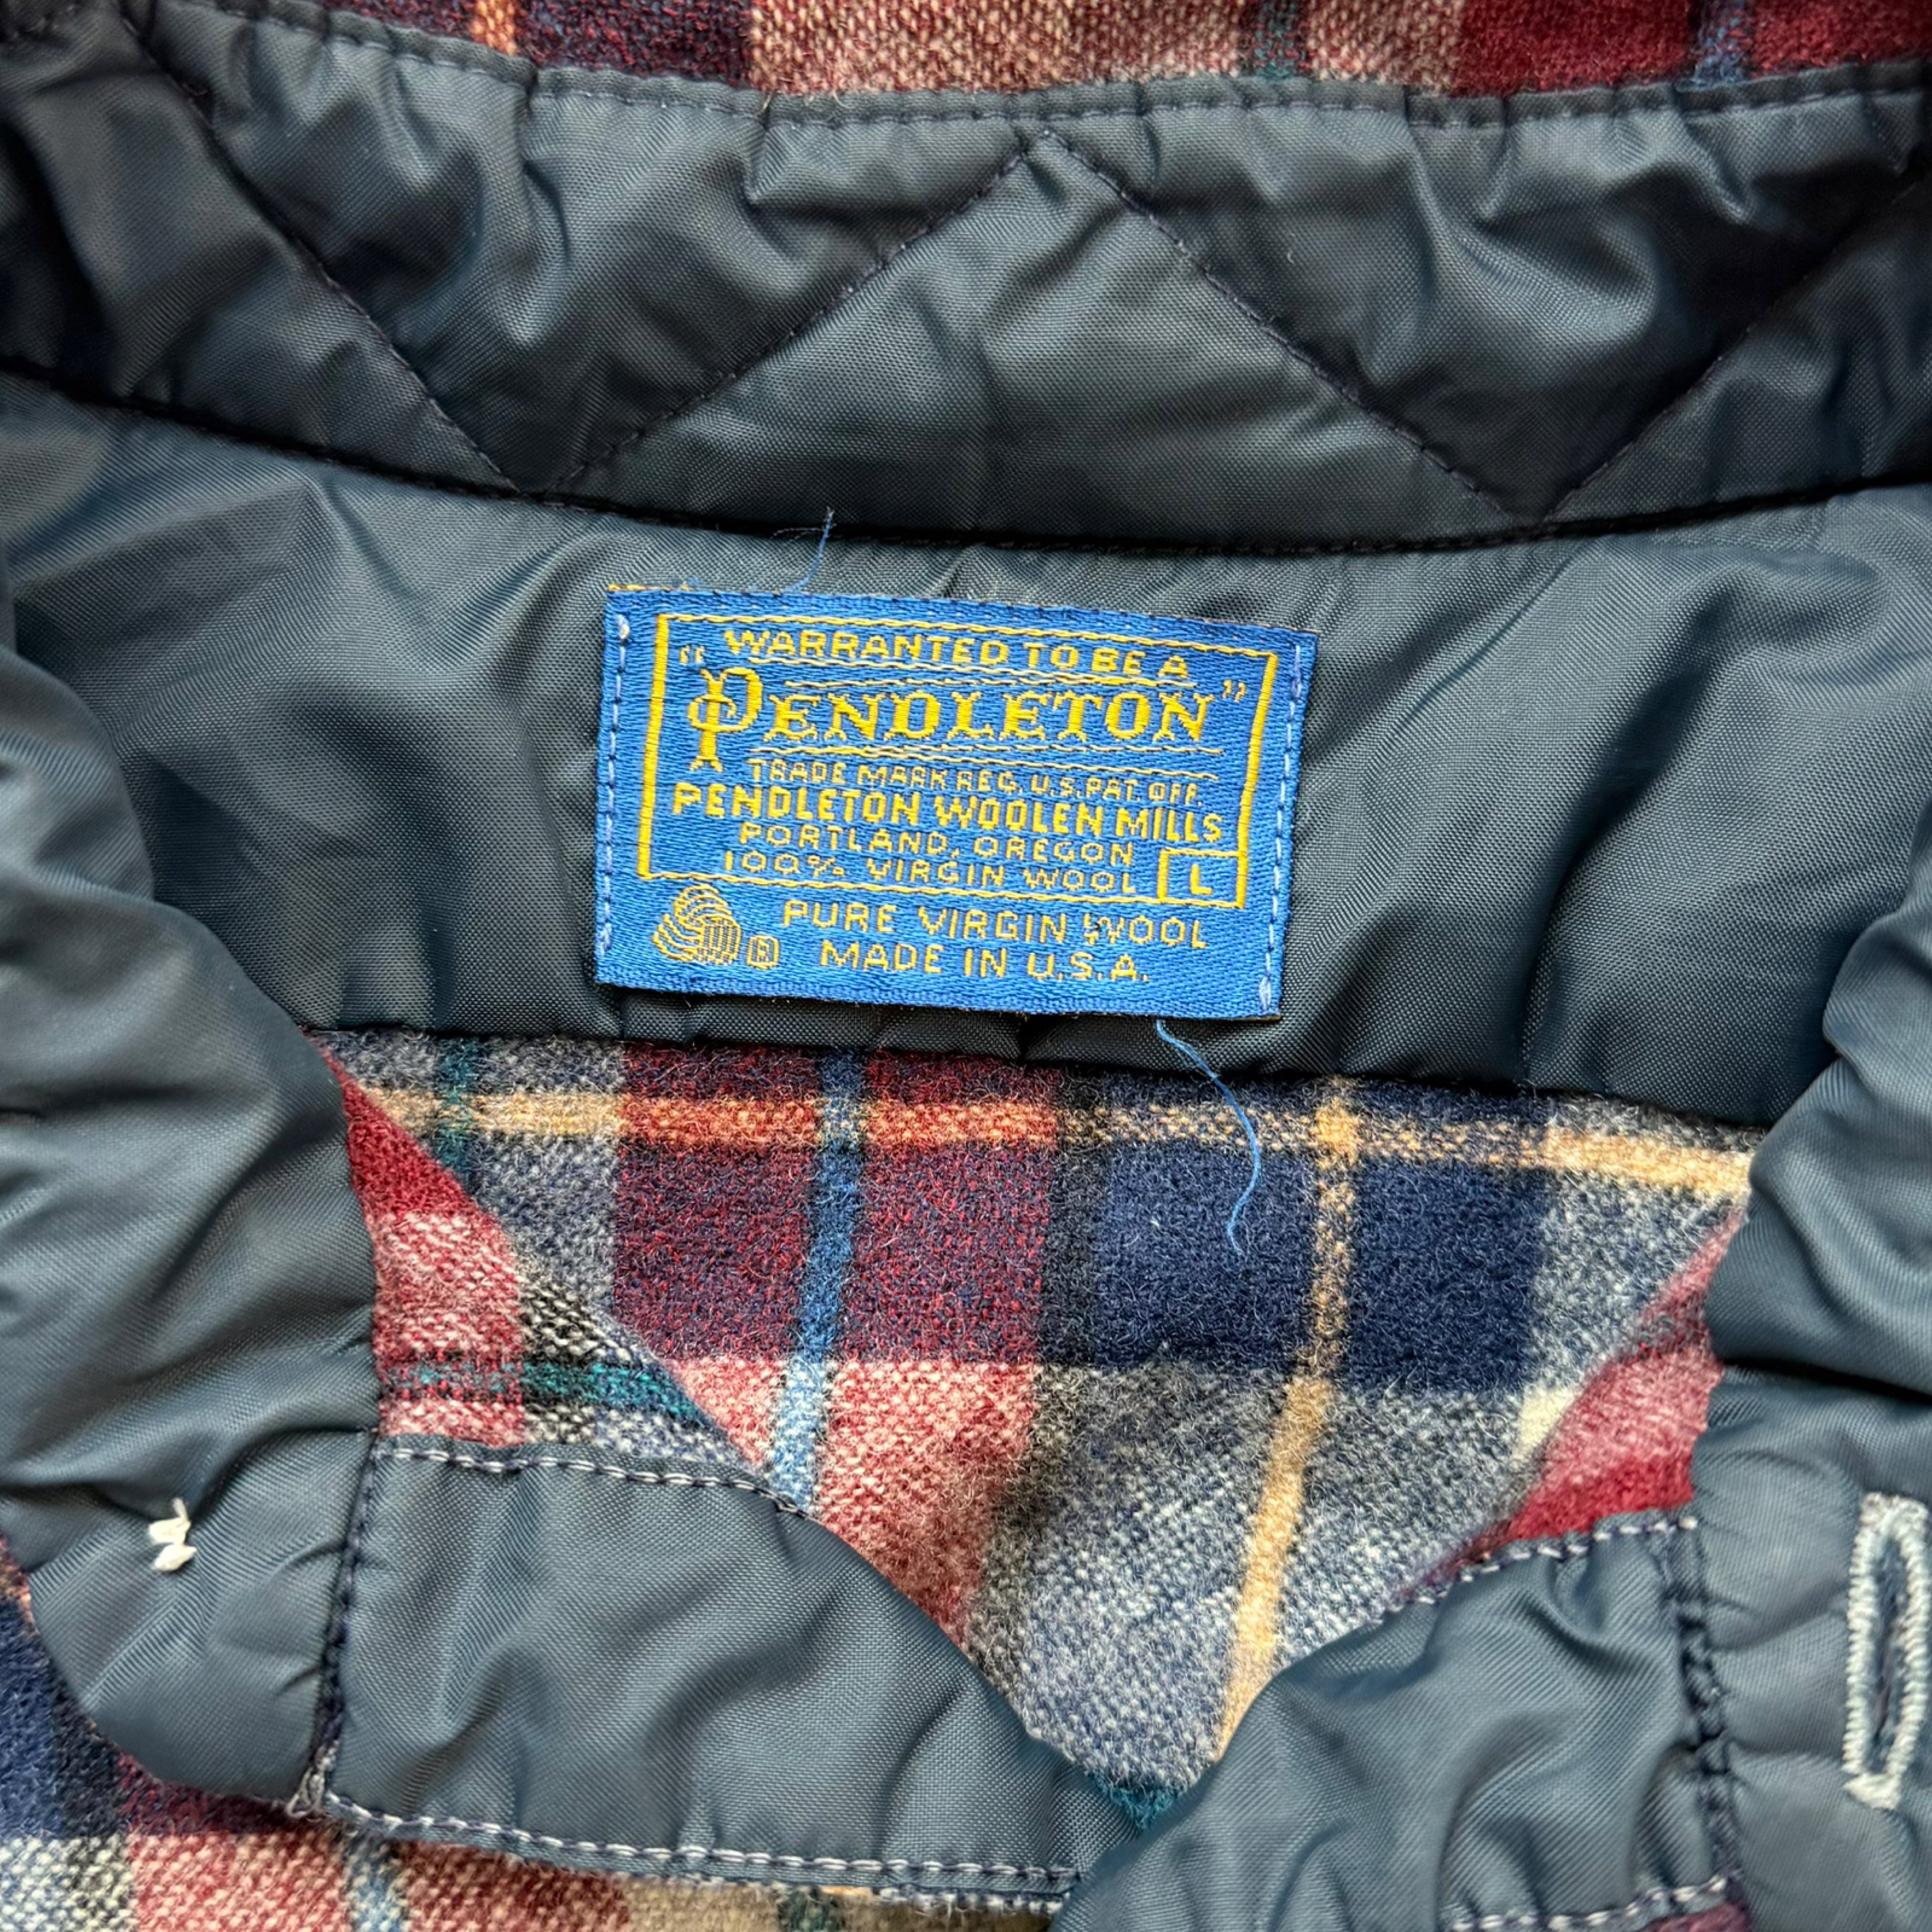 WARRANTED TO BE A
"PENDLETON"
TRADE MARK REG. U.S. PAT. OFF.
PENDLETON WOOLEN MILLS
PORTLAND, OREGON
100% VIRGIN WOOL L
PURE VIRGIN WOOL
® MADE IN U.S.A.